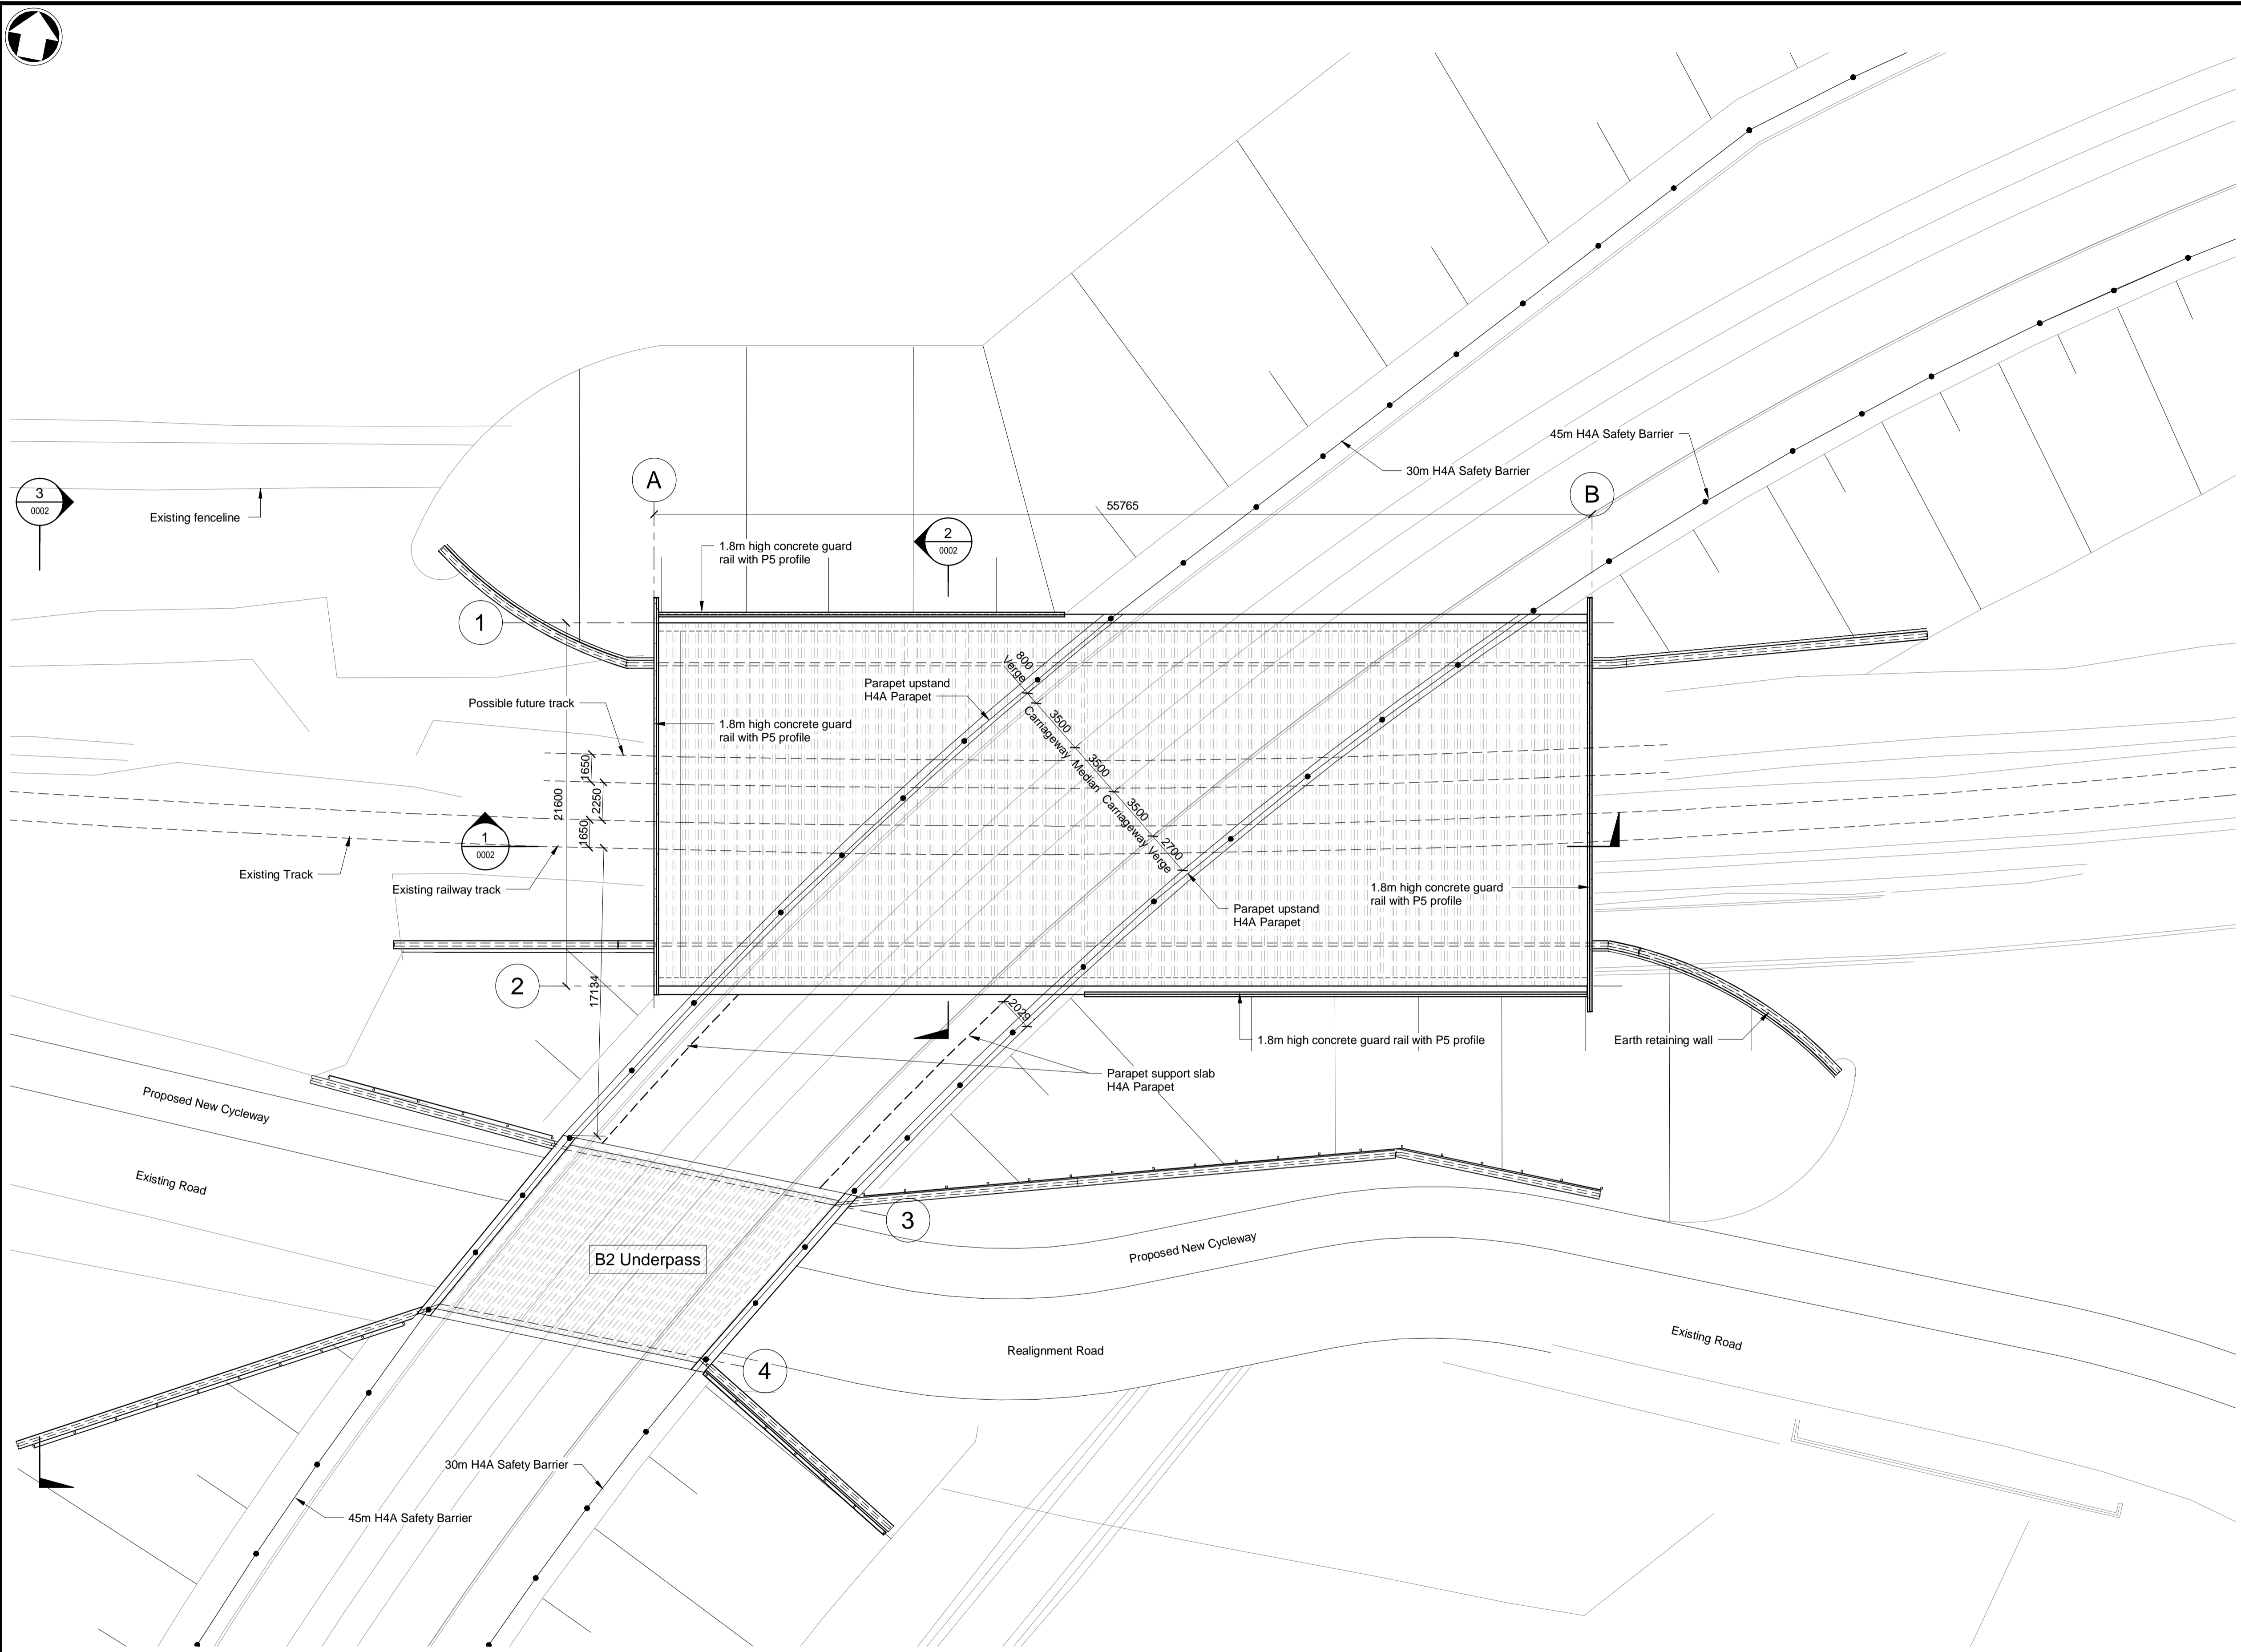 45m H4A Safety Barrier
30m H4A Safety Barrier
A
B
3
0002
Existing fenceline
55765
2
0002
1.8m high concrete guard
rail with P5 profile
1
800
Verge
Parapet upstand
H4A Parapet
Possible future track
1.8m high concrete guard
rail with P5 profile
3500
Carriageway
3500
Median
3500
Carriageway
2700
Verge
1650
21600
2250
1650
1
0002
Existing Track
Existing railway track
1.8m high concrete guard
rail with P5 profile
Parapet upstand
H4A Parapet
2
17134
2029
1.8m high concrete guard rail with P5 profile
Earth retaining wall
Parapet support slab
H4A Parapet
Proposed New Cycleway
Existing Road
3
Proposed New Cycleway
B2 Underpass
Realignment Road
Existing Road
4
30m H4A Safety Barrier
45m H4A Safety Barrier